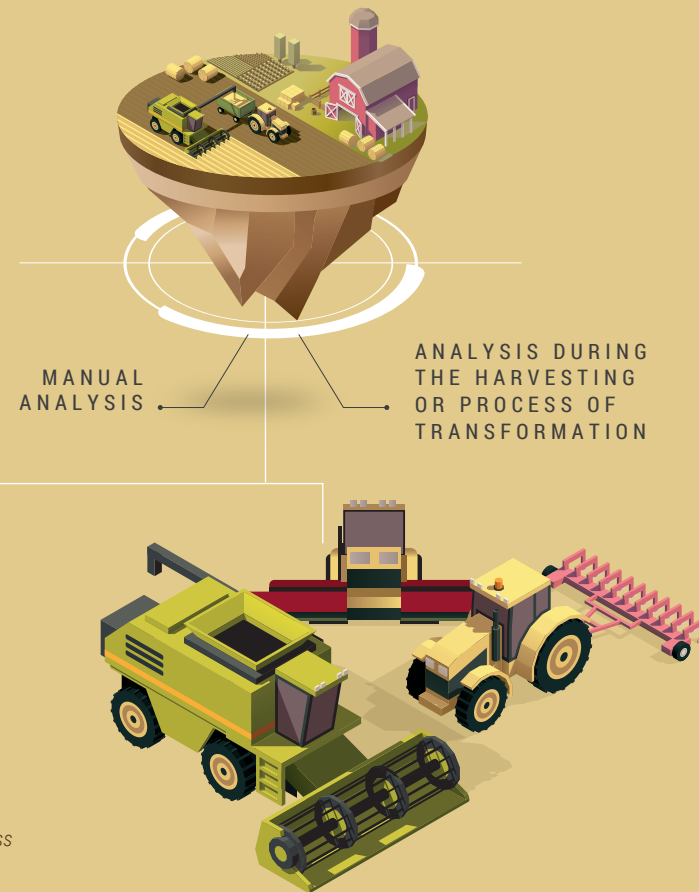 MANUAL
ANALYSIS
ANALYSIS DURING
THE HARVESTING
OR PROCESS OF
TRANSFORMATION